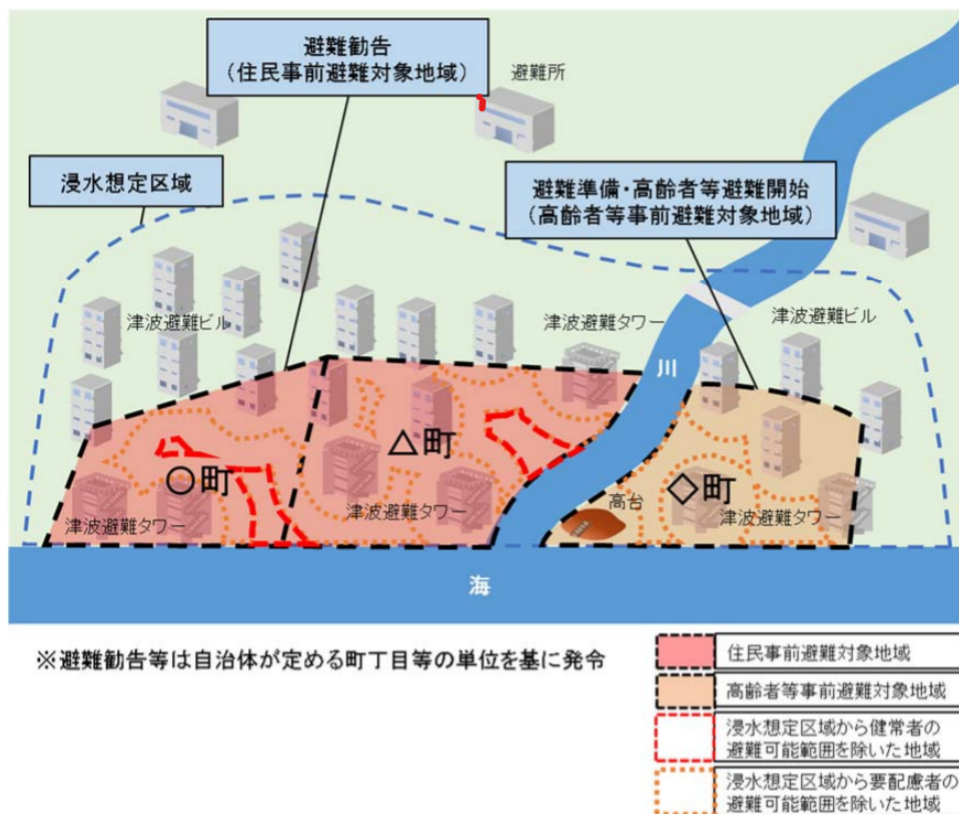 避難勧告
(住民事前避難対象地域)
避難所
浸水想定区域
避難準備・高齢者等避難開始
(高齢者等事前避難対象地域)
津波避難ビル
津波避難タワー
津波避難ビル
川
△町
○町
◇町
高台
津波避難タワー
津波避難タワー
津波避難タワー
海
※避難勧告等は自治体が定める町丁目等の単位を基に発令
住民事前避難対象地域
高齢者等事前避難対象地域
浸水想定区域から健常者の
避難可能範囲を除いた地域
浸水想定区域から要配慮者の
避難可能範囲を除いた地域